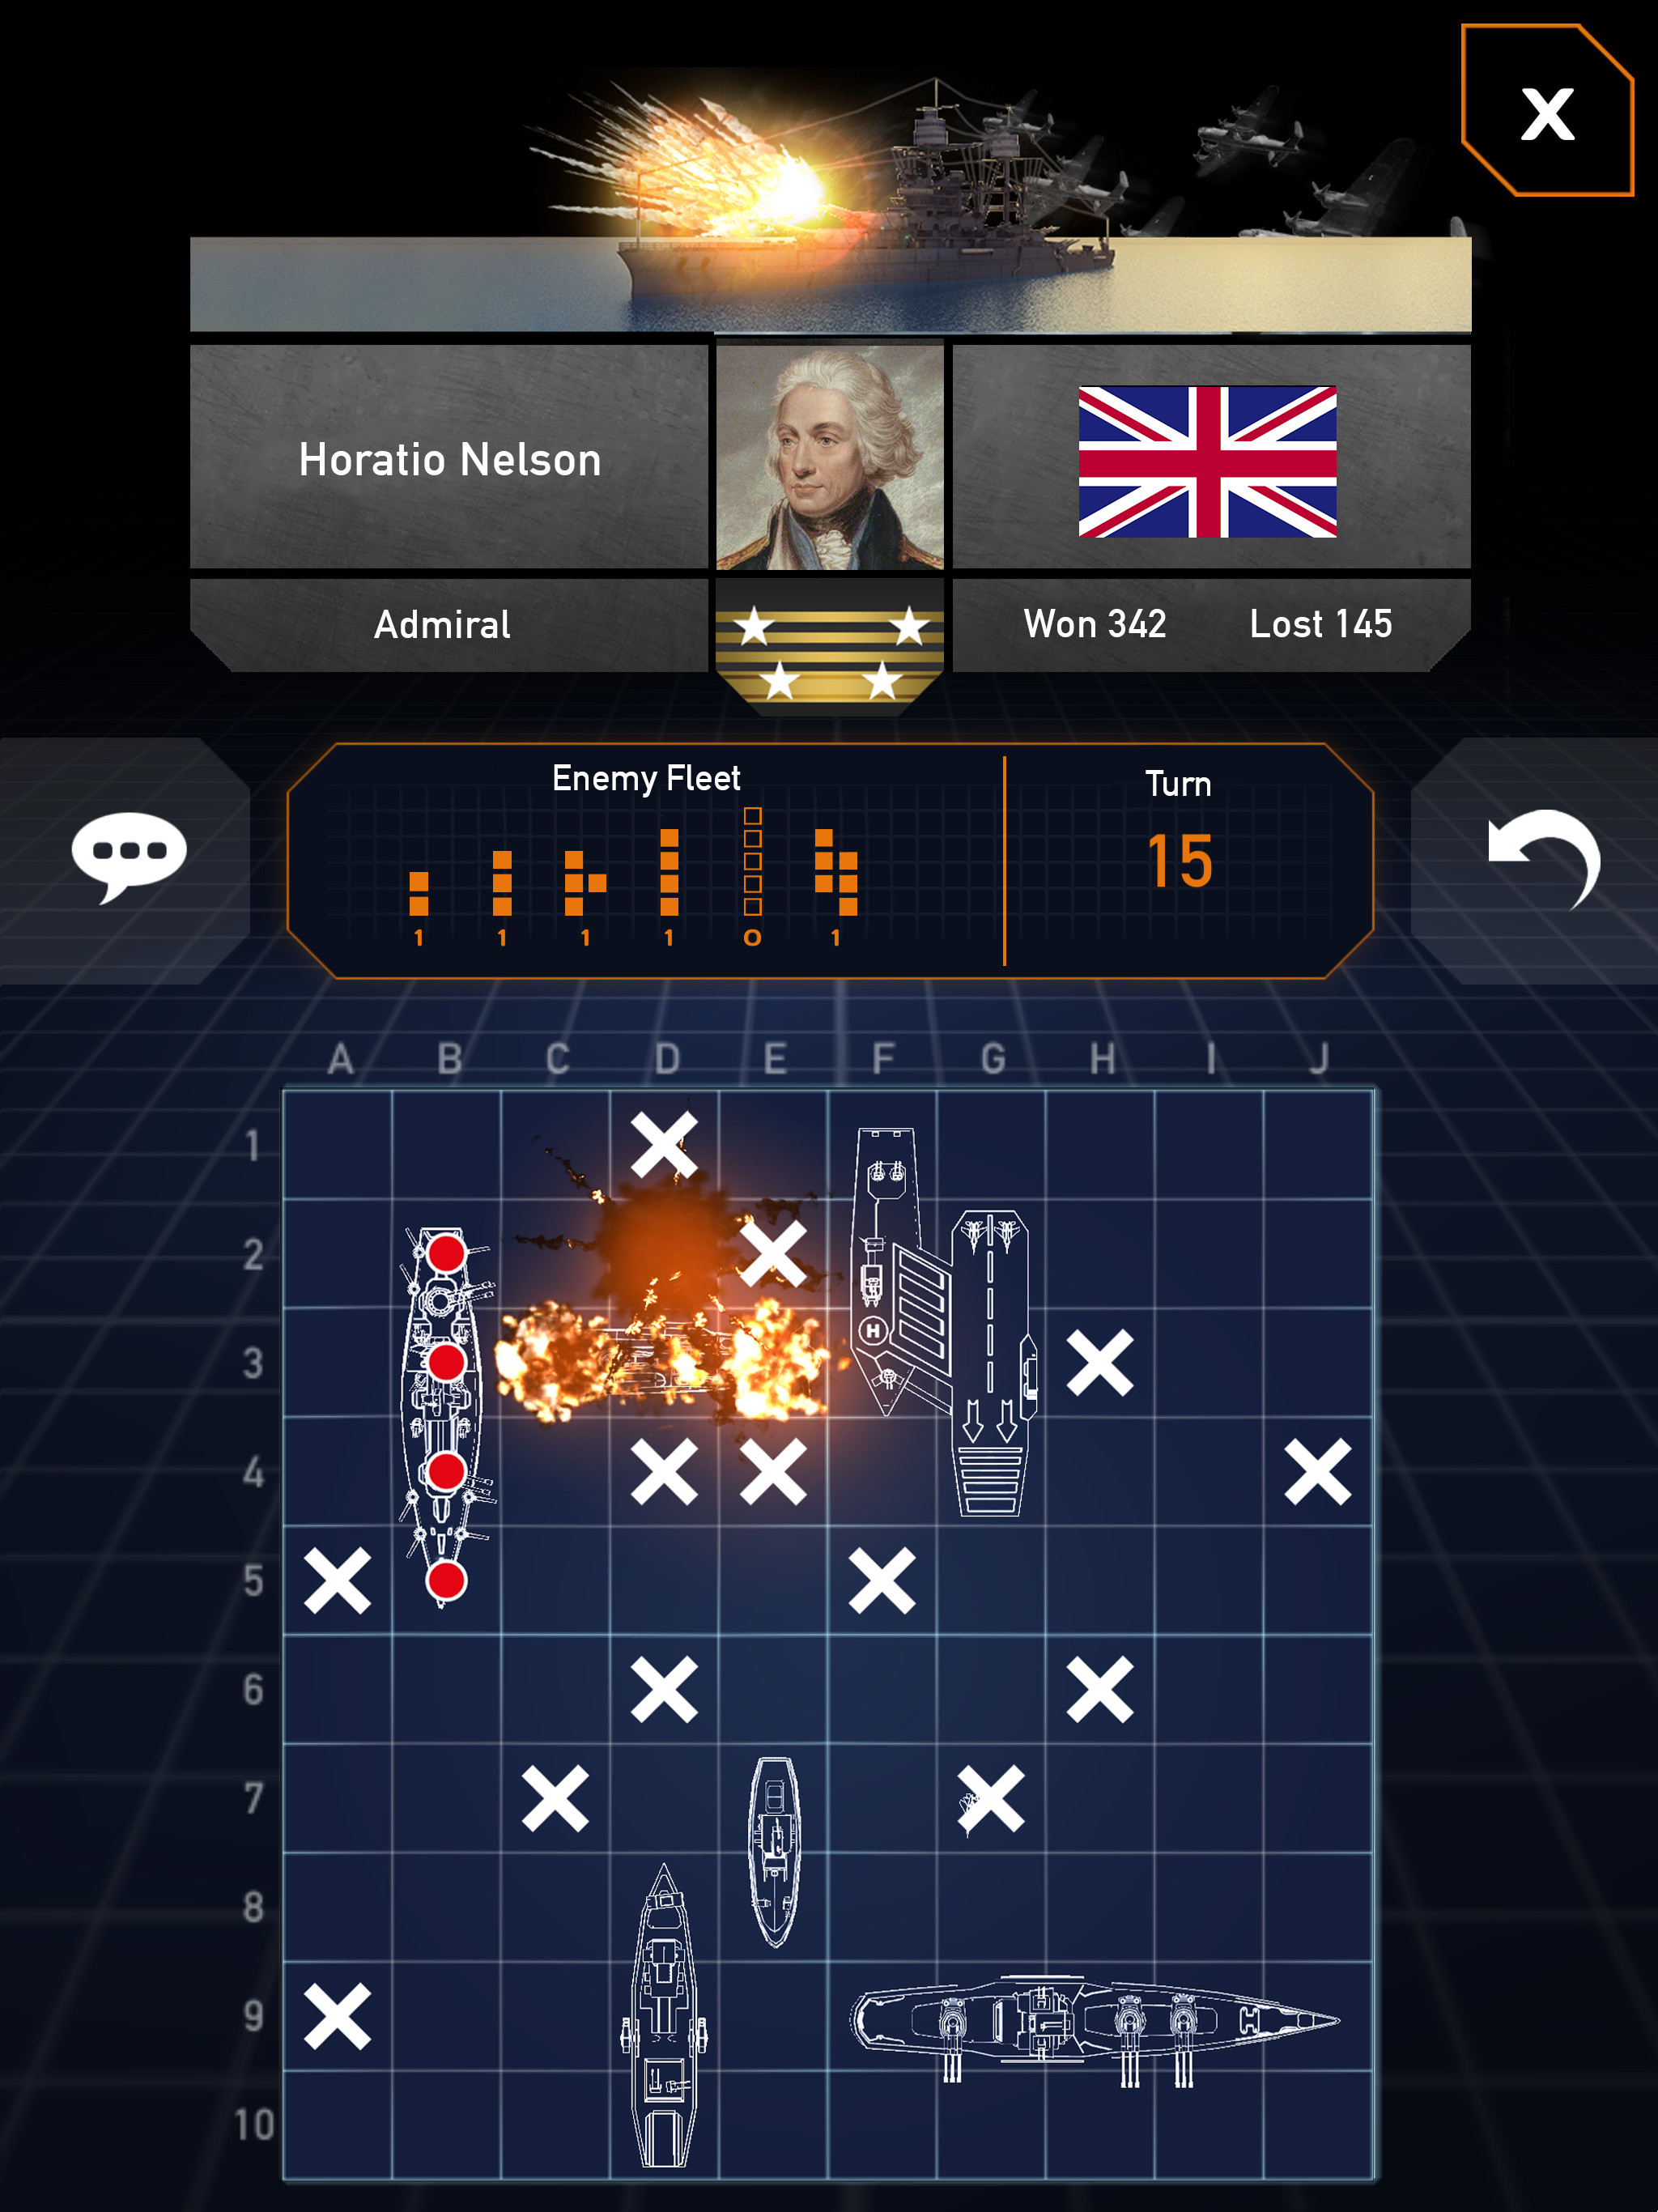 X
Horatio Nelson
Admiral
Won 342 Lost 145
Enemy Fleet
Turn
15
1 1 1 1 0 1
A B C D E F G H I J
1
2
3
H
4
5
6
7
8
9
10